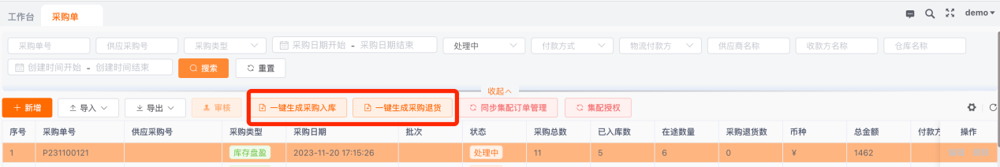 工作台 采购单 demo
采购单号 供应采购号 采购类型 采购日期开始 - 采购日期结束 处理中 付款方式 物流付款方 供应商名称 收款方名称 仓库名称
创建时间开始 - 创建时间结束 搜索 重置
收起
新增 导入 导出 审核 一键生成采购入库 一键生成采购退货 同步集配订单管理 集配授权
序号 采购单号 供应采购号 采购类型 采购日期 批次 状态 采购总数 已入库数 在途数量 采购退货数 币种 总金额 付款方 操作
1 P231100121 库存盘盈 2023-11-20 17:15:26 处理中 11 5 6 0 ¥ 1462